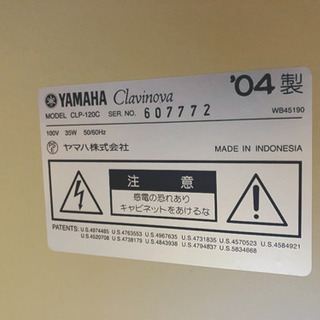 YAMAHA Clavinova '04 製
MODEL CLP-120C SER. NO. 607772 WB45190
100V 35W 50/60Hz
ヤマハ株式会社 MADE IN INDONESIA
注 意
感電の恐れあり
キャビネットをあけるな
PATENTS: U.S.4974485 U.S.4763553 U.S.4967635 U.S.4731835 U.S.4570523 U.S.4584921
U.S.4520708 U.S.4738179 U.S.4843938 U.S.4794837 U.S.5834668